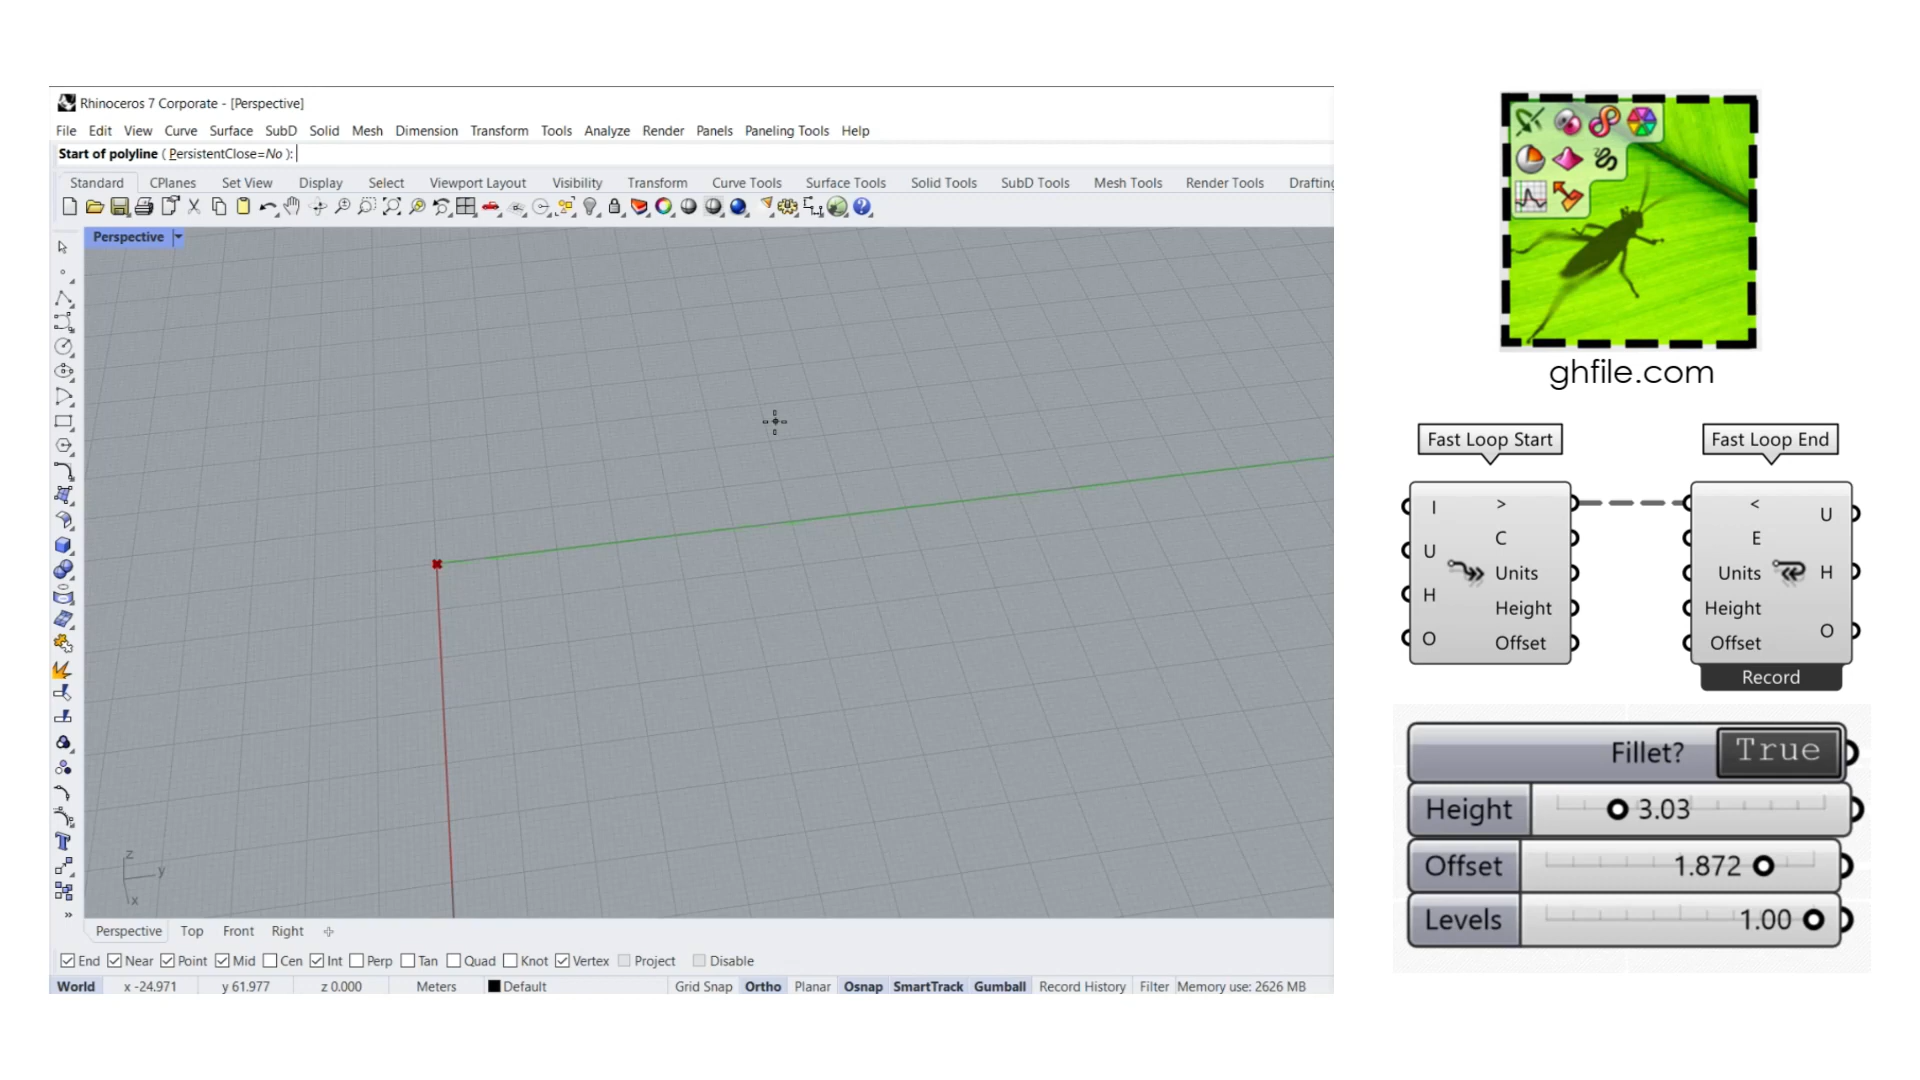 Rhinoceros 7 Corporate - [Perspective]
File Edit View Curve Surface SubD Solid Mesh Dimension Transform Tools Analyze Render Panels Paneling Tools Help
Start of polyline ( PersistentClose=No ):
Standard CPlanes Set View Display Select Viewport Layout Visibility Transform Curve Tools Surface Tools Solid Tools SubD Tools Mesh Tools Render Tools Drafting
Perspective
z
y
x
Perspective Top Front Right
End Near Point Mid Cen Int Perp Tan Quad Knot Vertex Project Disable
World x -24.971 y 61.977 z 0.000 Meters Default Grid Snap Ortho Planar Osnap SmartTrack Gumball Record History Filter Memory use: 2626 MB
ghfile.com
Fast Loop Start
I
U
H
O
>
C
Units
Height
Offset
Fast Loop End
<
E
Units
Height
Offset
U
H
O
Record
Fillet? True
Height 3.03
Offset 1.872
Levels 1.00